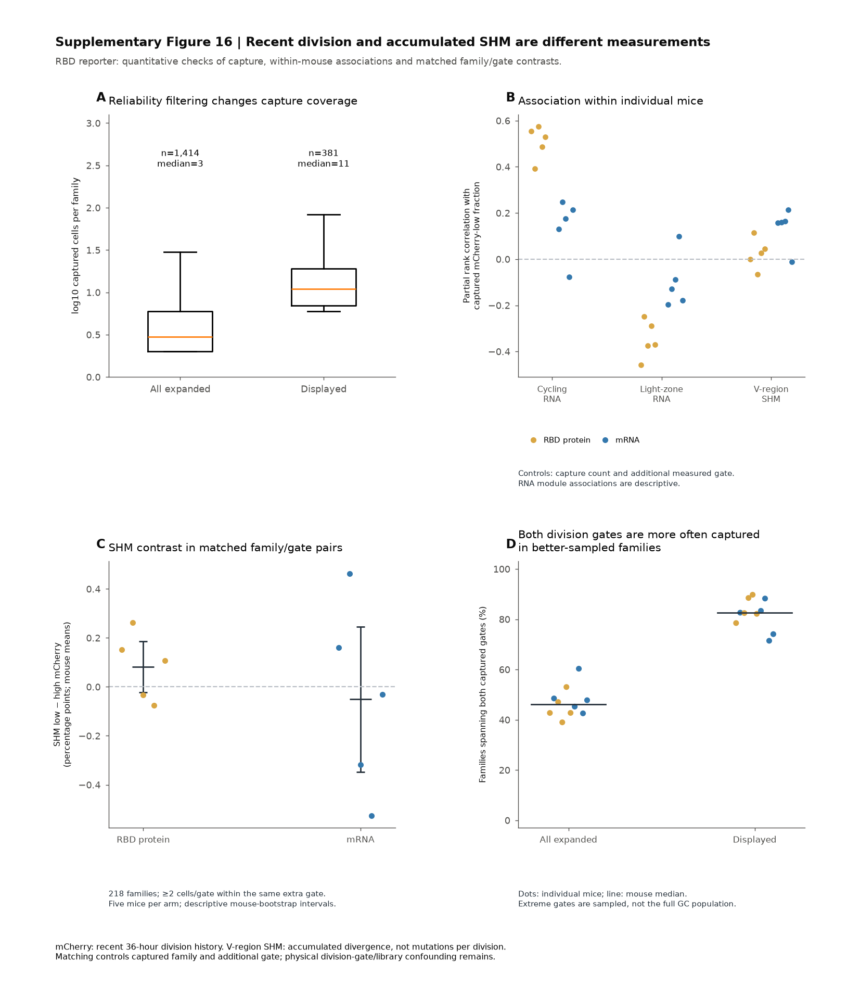 Supplementary Figure 16 | Recent division and accumulated SHM are different measurements
RBD reporter: quantitative checks of capture, within-mouse associations and matched family/gate contrasts.
A Reliability filtering changes capture coverage
3.0
2.5
2.0
1.5
1.0
0.5
0.0
log10 captured cells per family
n=1,414
median=3
n=381
median=11
All expanded
Displayed
B Association within individual mice
0.6
0.4
0.2
0.0
−0.2
−0.4
Partial rank correlation with
captured mCherry-low fraction
Cycling
RNA
Light-zone
RNA
V-region
SHM
RBD protein
mRNA
Controls: capture count and additional measured gate.
RNA module associations are descriptive.
C SHM contrast in matched family/gate pairs
0.4
0.2
0.0
−0.2
−0.4
SHM low − high mCherry
(percentage points; mouse means)
RBD protein
mRNA
218 families; ≥2 cells/gate within the same extra gate.
Five mice per arm; descriptive mouse-bootstrap intervals.
D Both division gates are more often captured
in better-sampled families
100
80
60
40
20
0
Families spanning both captured gates (%)
All expanded
Displayed
Dots: individual mice; line: mouse median.
Extreme gates are sampled, not the full GC population.
mCherry: recent 36-hour division history. V-region SHM: accumulated divergence, not mutations per division.
Matching controls captured family and additional gate; physical division-gate/library confounding remains.